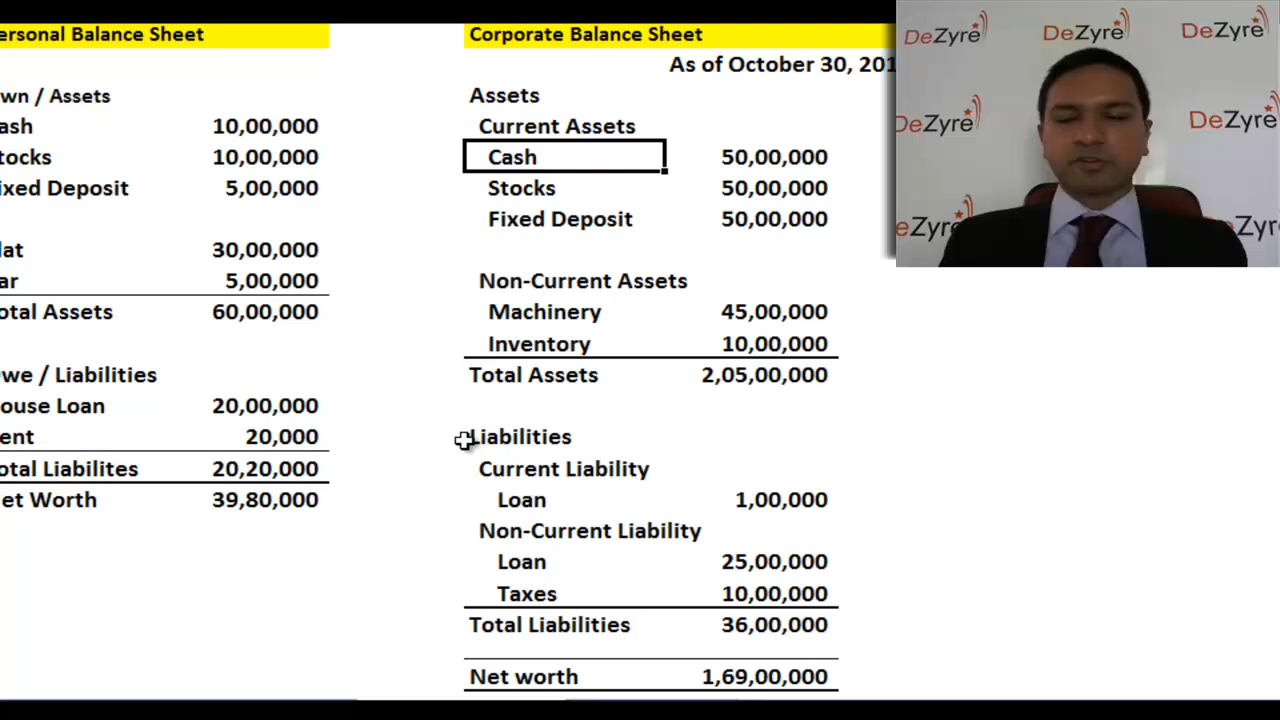 ersonal Balance Sheet
wn / Assets
ash 10,00,000
tocks 10,00,000
ixed Deposit 5,00,000
lat 30,00,000
ar 5,00,000
otal Assets 60,00,000
we / Liabilities
ouse Loan 20,00,000
ent 20,000
otal Liabilites 20,20,000
et Worth 39,80,000
Corporate Balance Sheet
As of October 30, 201
Assets
Current Assets
Cash 50,00,000
Stocks 50,00,000
Fixed Deposit 50,00,000
Non-Current Assets
Machinery 45,00,000
Inventory 10,00,000
Total Assets 2,05,00,000
Liabilities
Current Liability
Loan 1,00,000
Non-Current Liability
Loan 25,00,000
Taxes 10,00,000
Total Liabilities 36,00,000
Net worth 1,69,00,000
DeZyre DeZyre DeZyre
DeZyre DeZyre
DeZyre Zyr